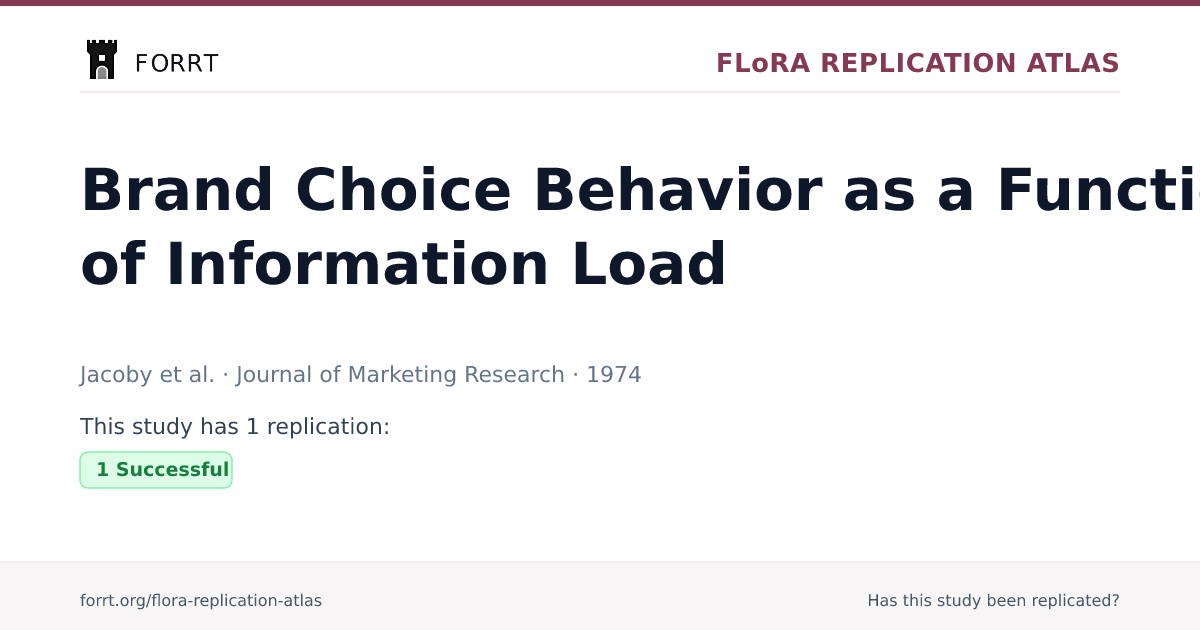 FORRT
FLoRA REPLICATION ATLAS
Brand Choice Behavior as a Functi
of Information Load
Jacoby et al. · Journal of Marketing Research · 1974
This study has 1 replication:
1 Successful
forrt.org/flora-replication-atlas
Has this study been replicated?